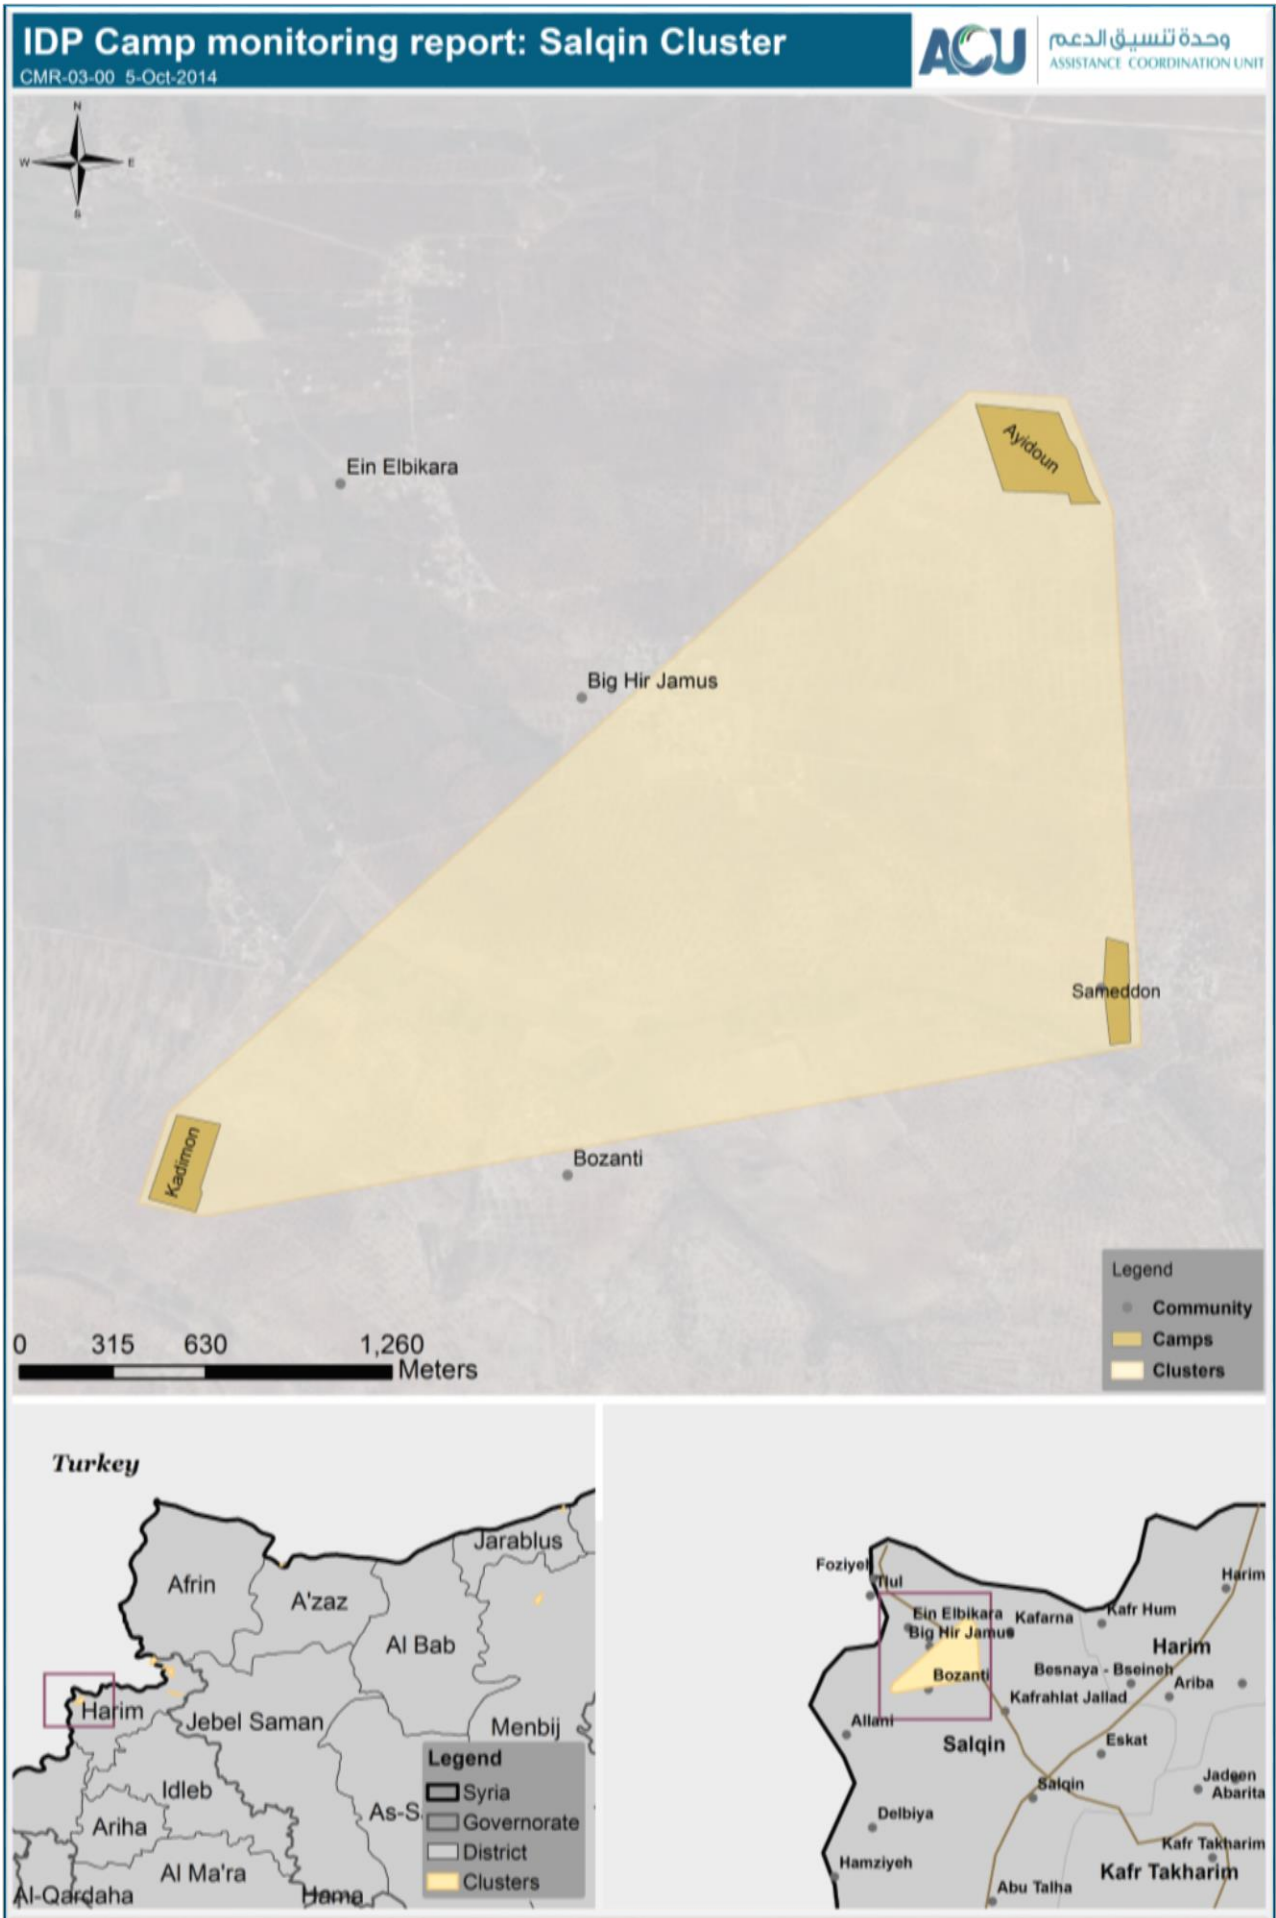 IDP Camp monitoring report: Salqin Cluster
CMR-03-00 5-Oct-2014
ACU
وحدة تنسيق الدعم
ASSISTANCE COORDINATION UNIT
N
W
E
S
Ayidoun
Ein Elbikara
Big Hir Jamus
Sameddon
Kadimon
Bozanti
Legend
Community
Camps
Clusters
0 315 630 1,260
Meters
Turkey
Jarablus
Afrin
A'zaz
Al Bab
Harim
Jebel Saman
Menbij
Idleb
As-S
Ariha
Al Ma'ra
Al-Qardaha
Hama
Legend
Syria
Governorate
District
Clusters
Foziyeh
Tlul
Harim
Ein Elbikara
Kafarna
Kafr Hum
Big Hir Jamus
Harim
Bozanti
Besnaya - Bseineh
Ariba
Kafrahlat Jallad
Allani
Salqin
Eskat
Salqin
Jadeen
Abarita
Delbiya
Kafr Takharim
Hamziyeh
Kafr Takharim
Abu Talha